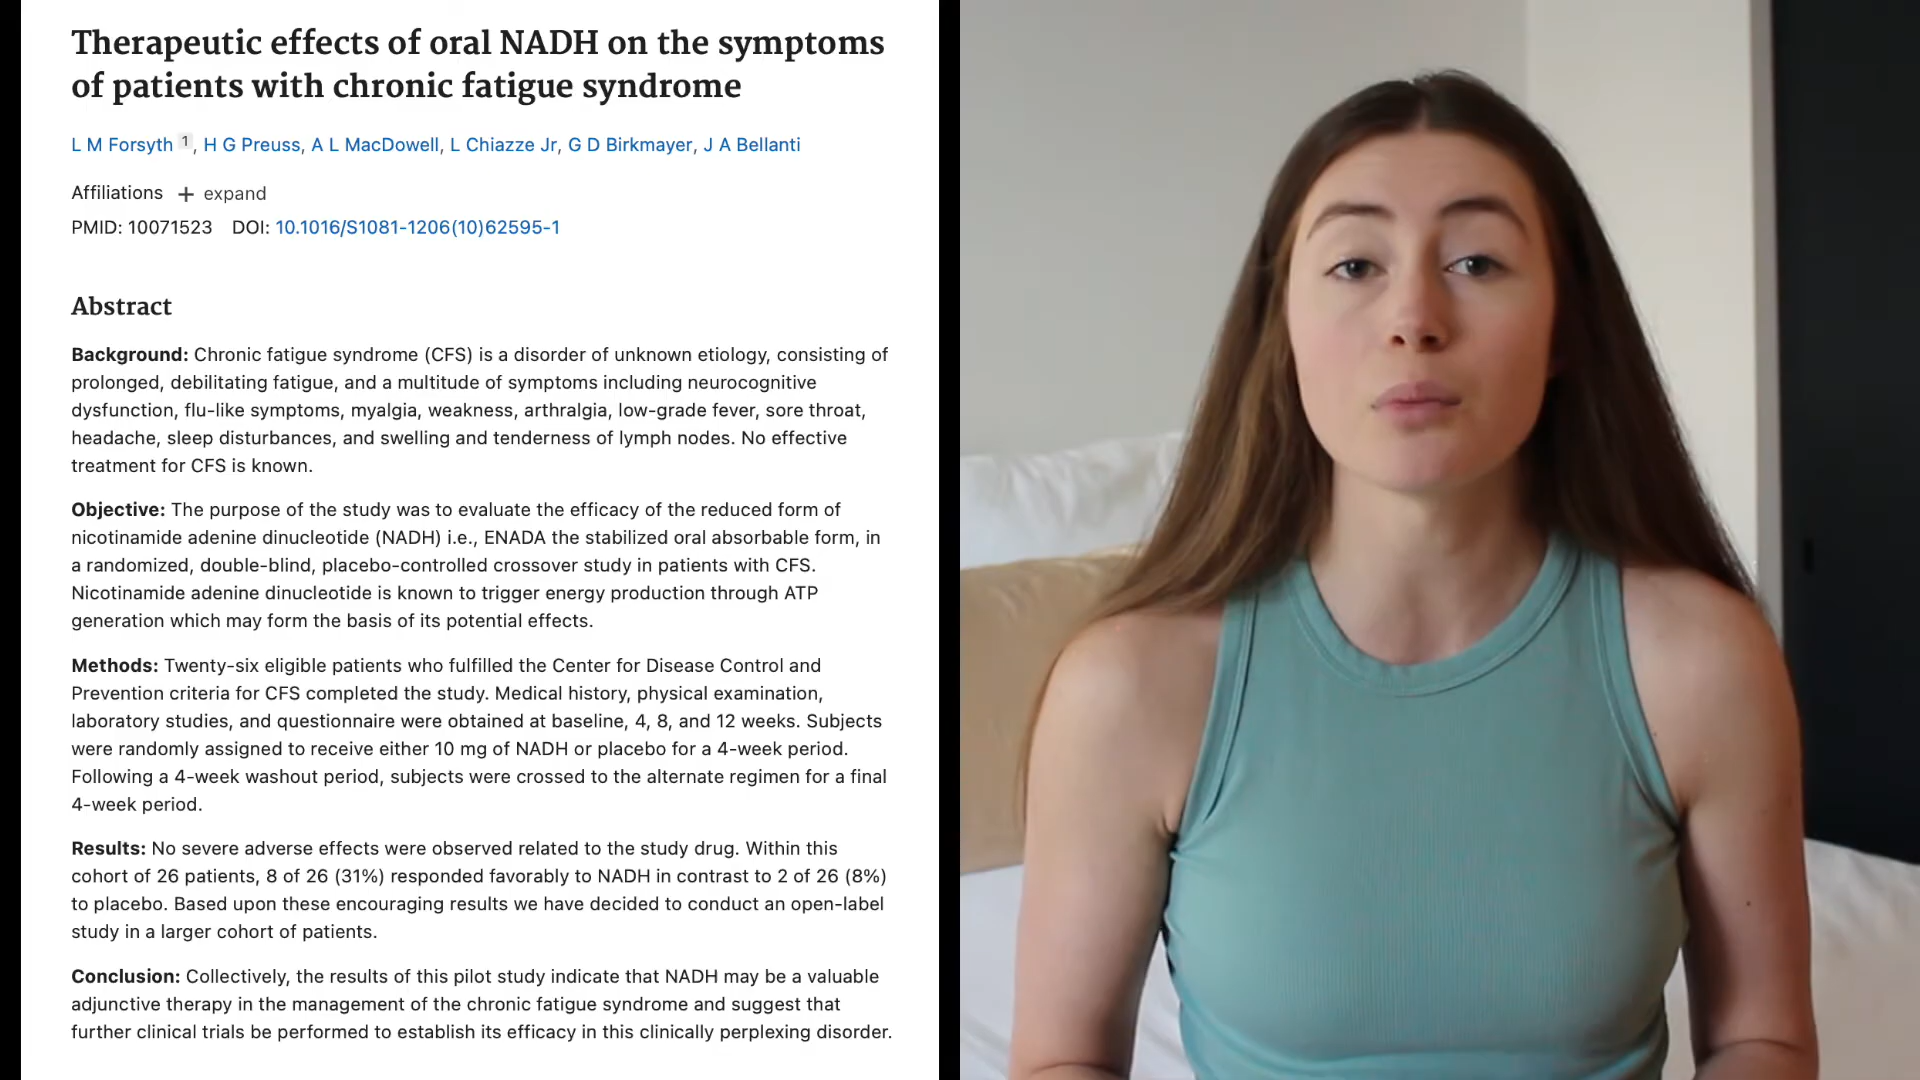 Therapeutic effects of oral NADH on the symptoms
of patients with chronic fatigue syndrome
L M Forsyth 1, H G Preuss, A L MacDowell, L Chiazze Jr, G D Birkmayer, J A Bellanti
Affiliations + expand
PMID: 10071523 DOI: 10.1016/S1081-1206(10)62595-1
Abstract
Background: Chronic fatigue syndrome (CFS) is a disorder of unknown etiology, consisting of
prolonged, debilitating fatigue, and a multitude of symptoms including neurocognitive
dysfunction, flu-like symptoms, myalgia, weakness, arthralgia, low-grade fever, sore throat,
headache, sleep disturbances, and swelling and tenderness of lymph nodes. No effective
treatment for CFS is known.
Objective: The purpose of the study was to evaluate the efficacy of the reduced form of
nicotinamide adenine dinucleotide (NADH) i.e., ENADA the stabilized oral absorbable form, in
a randomized, double-blind, placebo-controlled crossover study in patients with CFS.
Nicotinamide adenine dinucleotide is known to trigger energy production through ATP
generation which may form the basis of its potential effects.
Methods: Twenty-six eligible patients who fulfilled the Center for Disease Control and
Prevention criteria for CFS completed the study. Medical history, physical examination,
laboratory studies, and questionnaire were obtained at baseline, 4, 8, and 12 weeks. Subjects
were randomly assigned to receive either 10 mg of NADH or placebo for a 4-week period.
Following a 4-week washout period, subjects were crossed to the alternate regimen for a final
4-week period.
Results: No severe adverse effects were observed related to the study drug. Within this
cohort of 26 patients, 8 of 26 (31%) responded favorably to NADH in contrast to 2 of 26 (8%)
to placebo. Based upon these encouraging results we have decided to conduct an open-label
study in a larger cohort of patients.
Conclusion: Collectively, the results of this pilot study indicate that NADH may be a valuable
adjunctive therapy in the management of the chronic fatigue syndrome and suggest that
further clinical trials be performed to establish its efficacy in this clinically perplexing disorder.